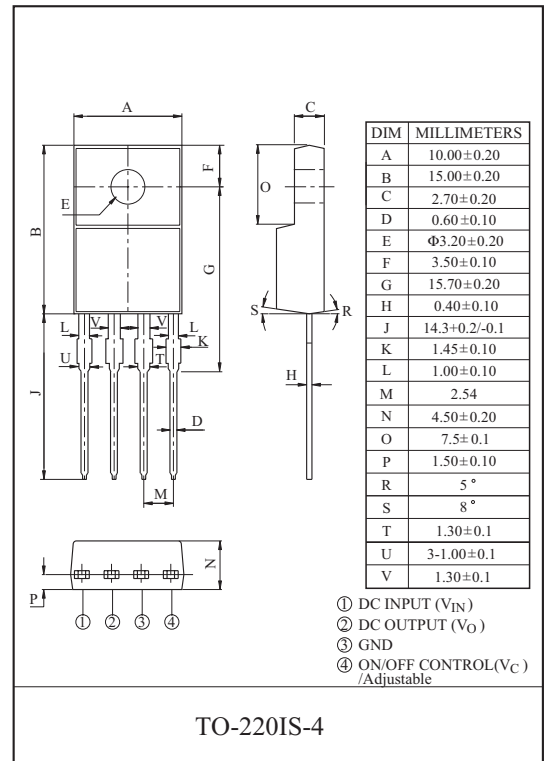 A
C
F
O
E
B
G
V
V
L
L
S
R
K
U
T
H
J
D
M
N
P
① ② ③ ④
DIM MILLIMETERS
A 10.00±0.20
B 15.00±0.20
C 2.70±0.20
D 0.60±0.10
E Φ3.20±0.20
F 3.50±0.10
G 15.70±0.20
H 0.40±0.10
J 14.3+0.2/-0.1
K 1.45±0.10
L 1.00±0.10
M 2.54
N 4.50±0.20
O 7.5±0.1
P 1.50±0.10
R 5°
S 8°
T 1.30±0.1
U 3-1.00±0.1
V 1.30±0.1
① DC INPUT (VIN)
② DC OUTPUT (VO)
③ GND
④ ON/OFF CONTROL(VC)
/Adjustable
TO-220IS-4